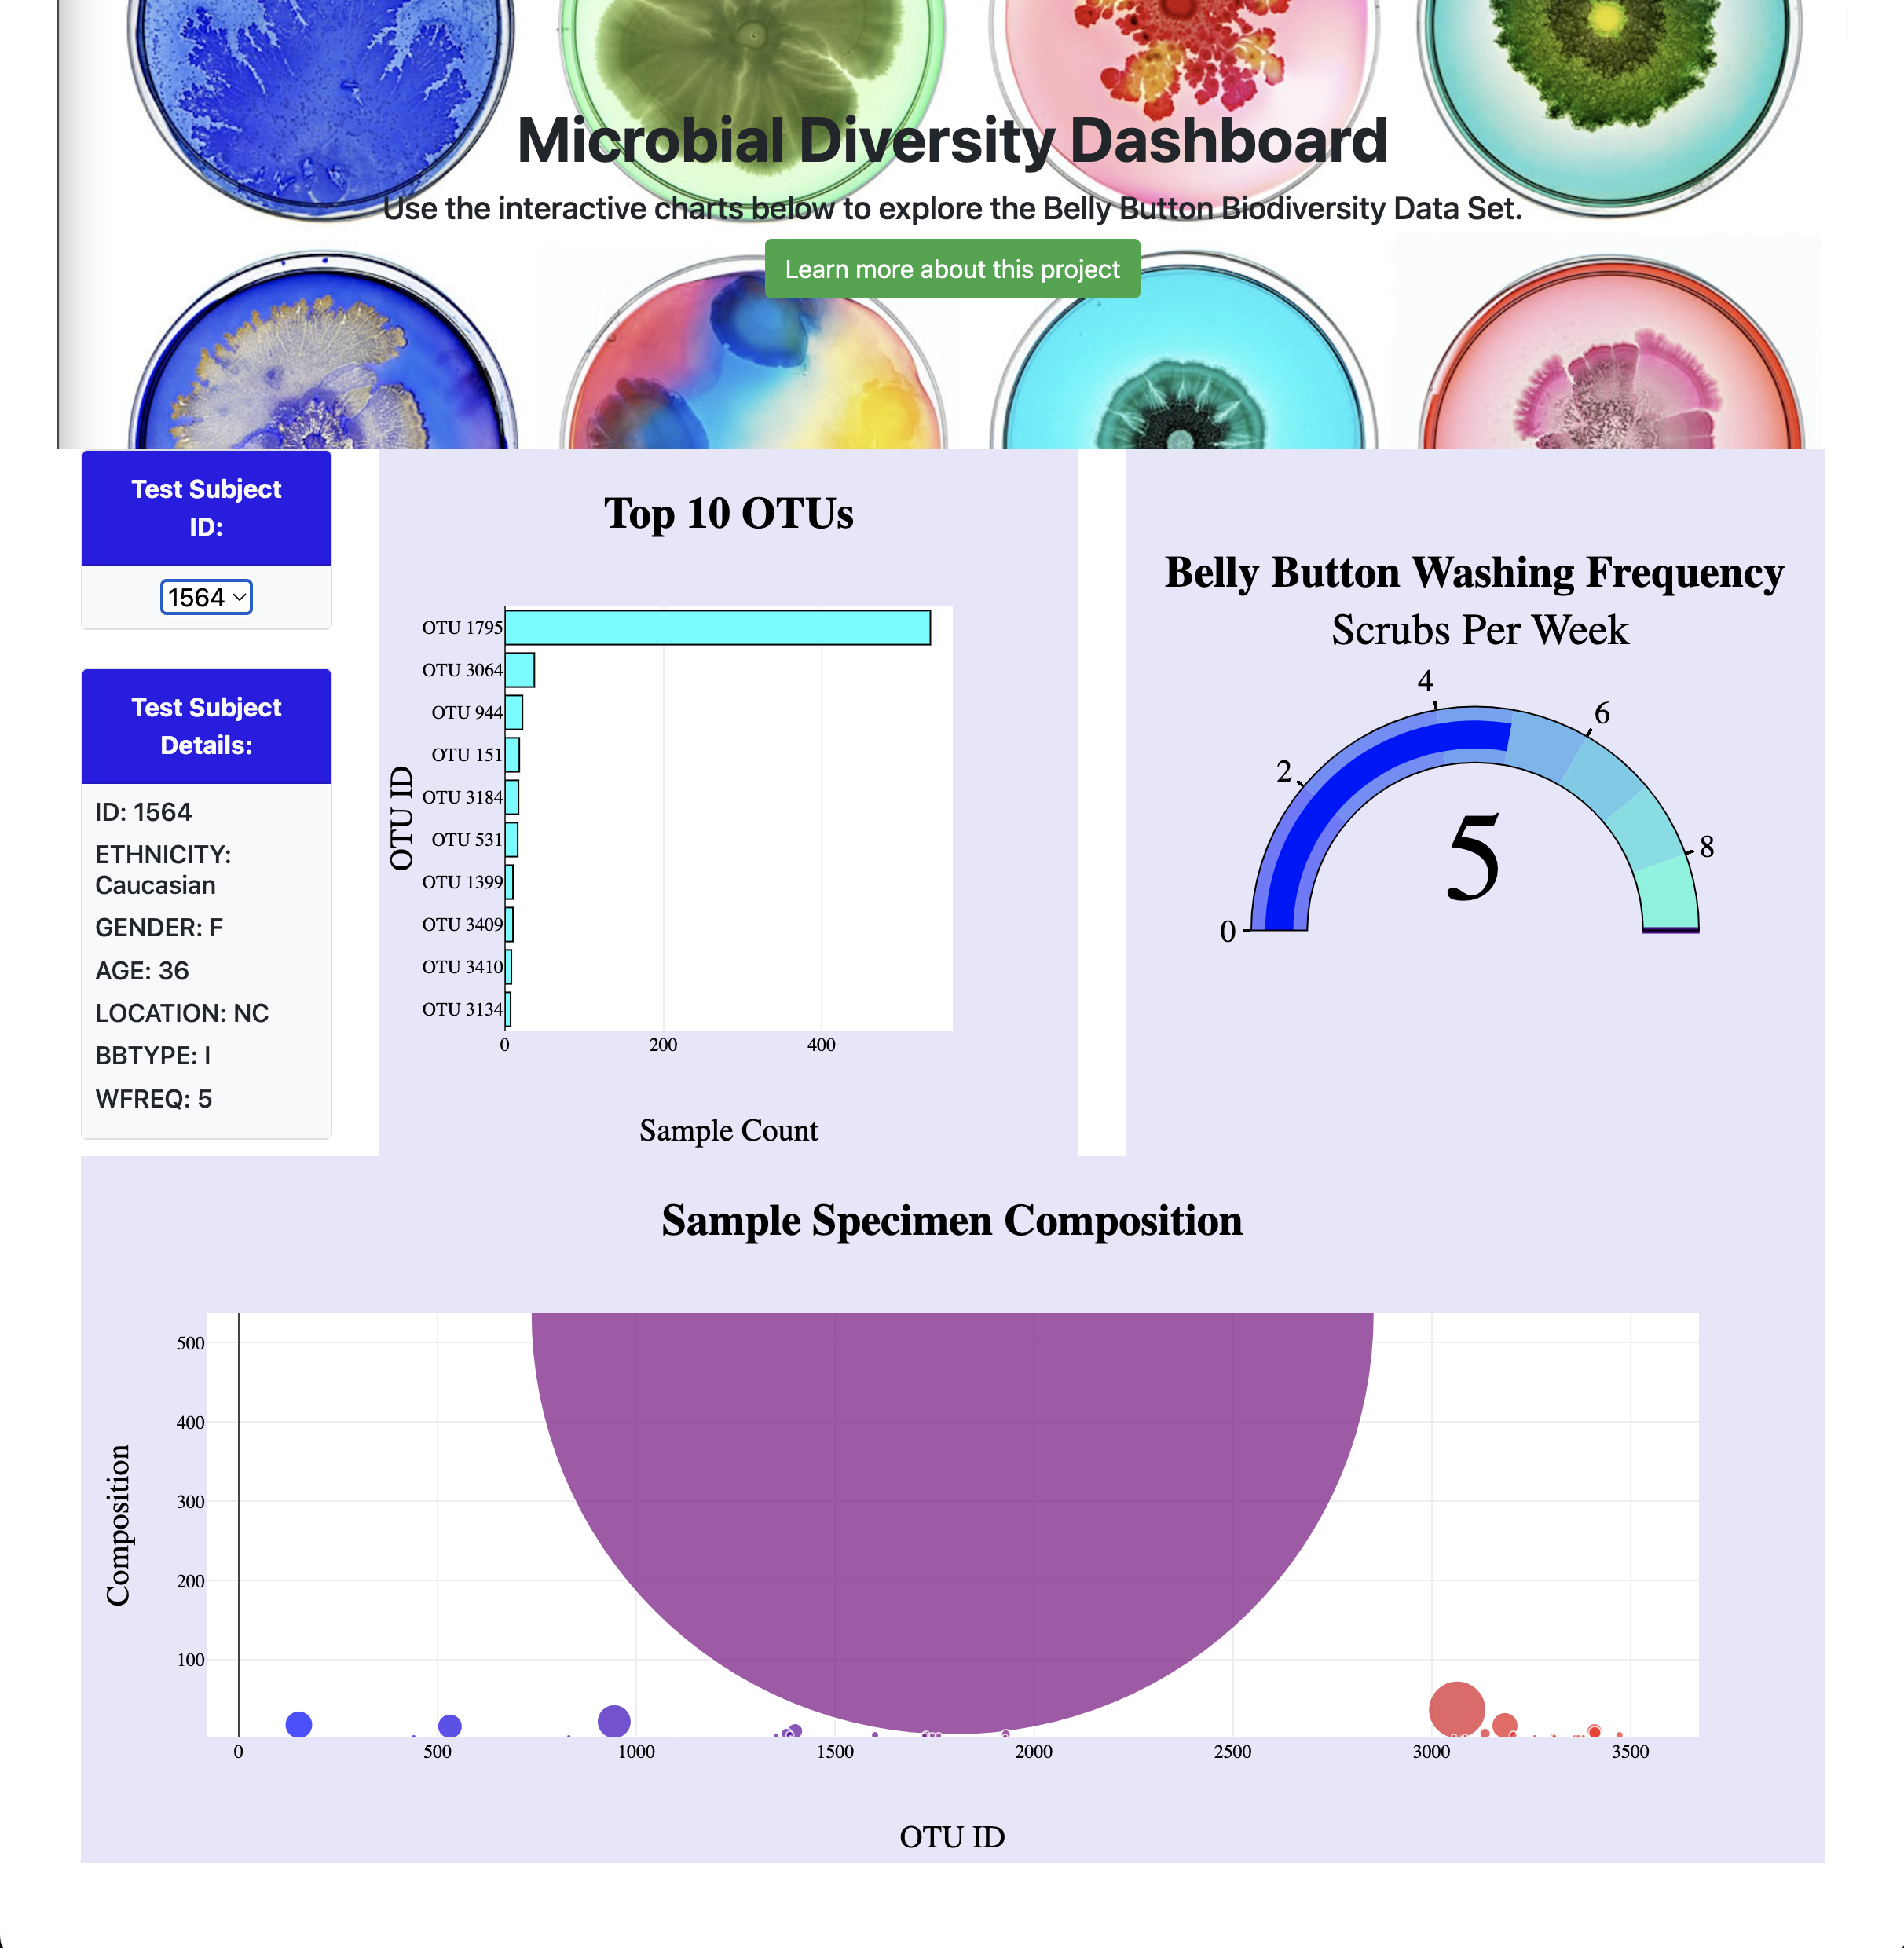 Microbial Diversity Dashboard
Use the interactive charts below to explore the Belly Button Biodiversity Data Set.
Learn more about this project
Test Subject
ID:
1564
Test Subject
Details:
ID: 1564
ETHNICITY:
Caucasian
GENDER: F
AGE: 36
LOCATION: NC
BBTYPE: I
WFREQ: 5
Top 10 OTUs
OTU ID
OTU 1795
OTU 3064
OTU 944
OTU 151
OTU 3184
OTU 531
OTU 1399
OTU 3409
OTU 3410
OTU 3134
0 200 400
Sample Count
Belly Button Washing Frequency
Scrubs Per Week
0
2
4
6
8
5
Sample Specimen Composition
Composition
500
400
300
200
100
0 500 1000 1500 2000 2500 3000 3500
OTU ID